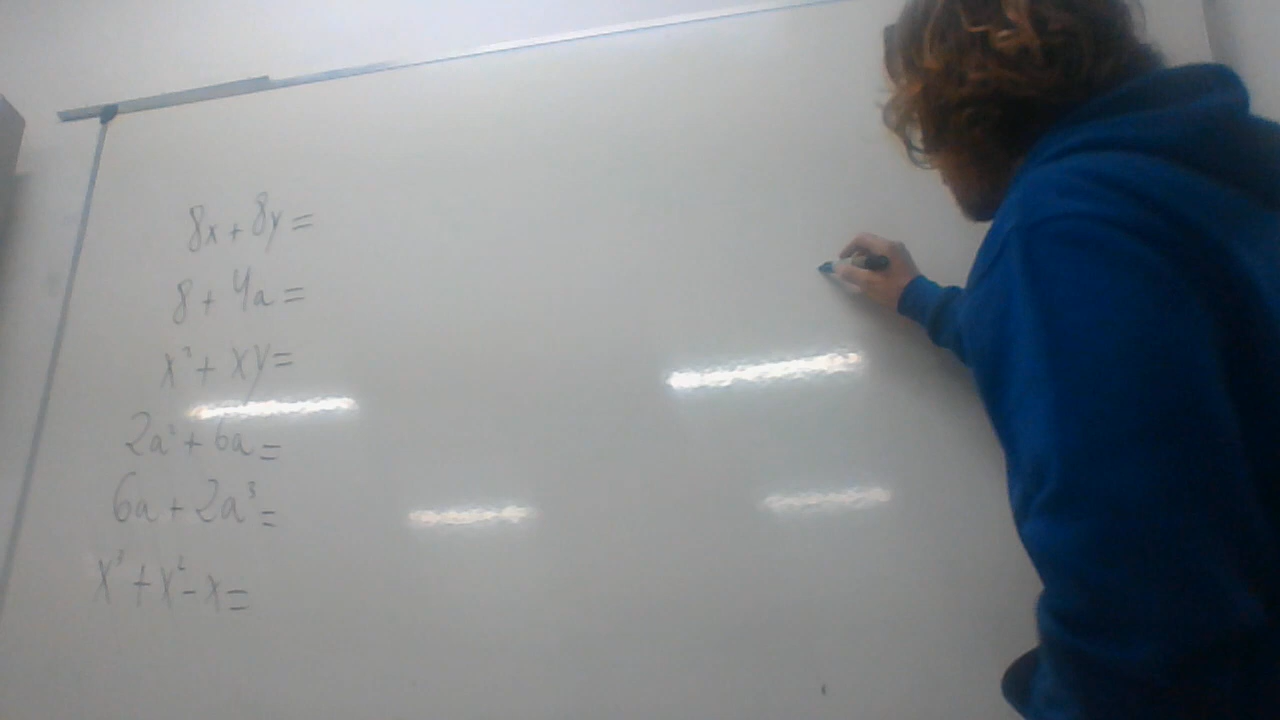 8x + 8y =
8 + 4a =
x² + xy =
2a² + 6a =
6a + 2a³ =
x³ + x² - x =